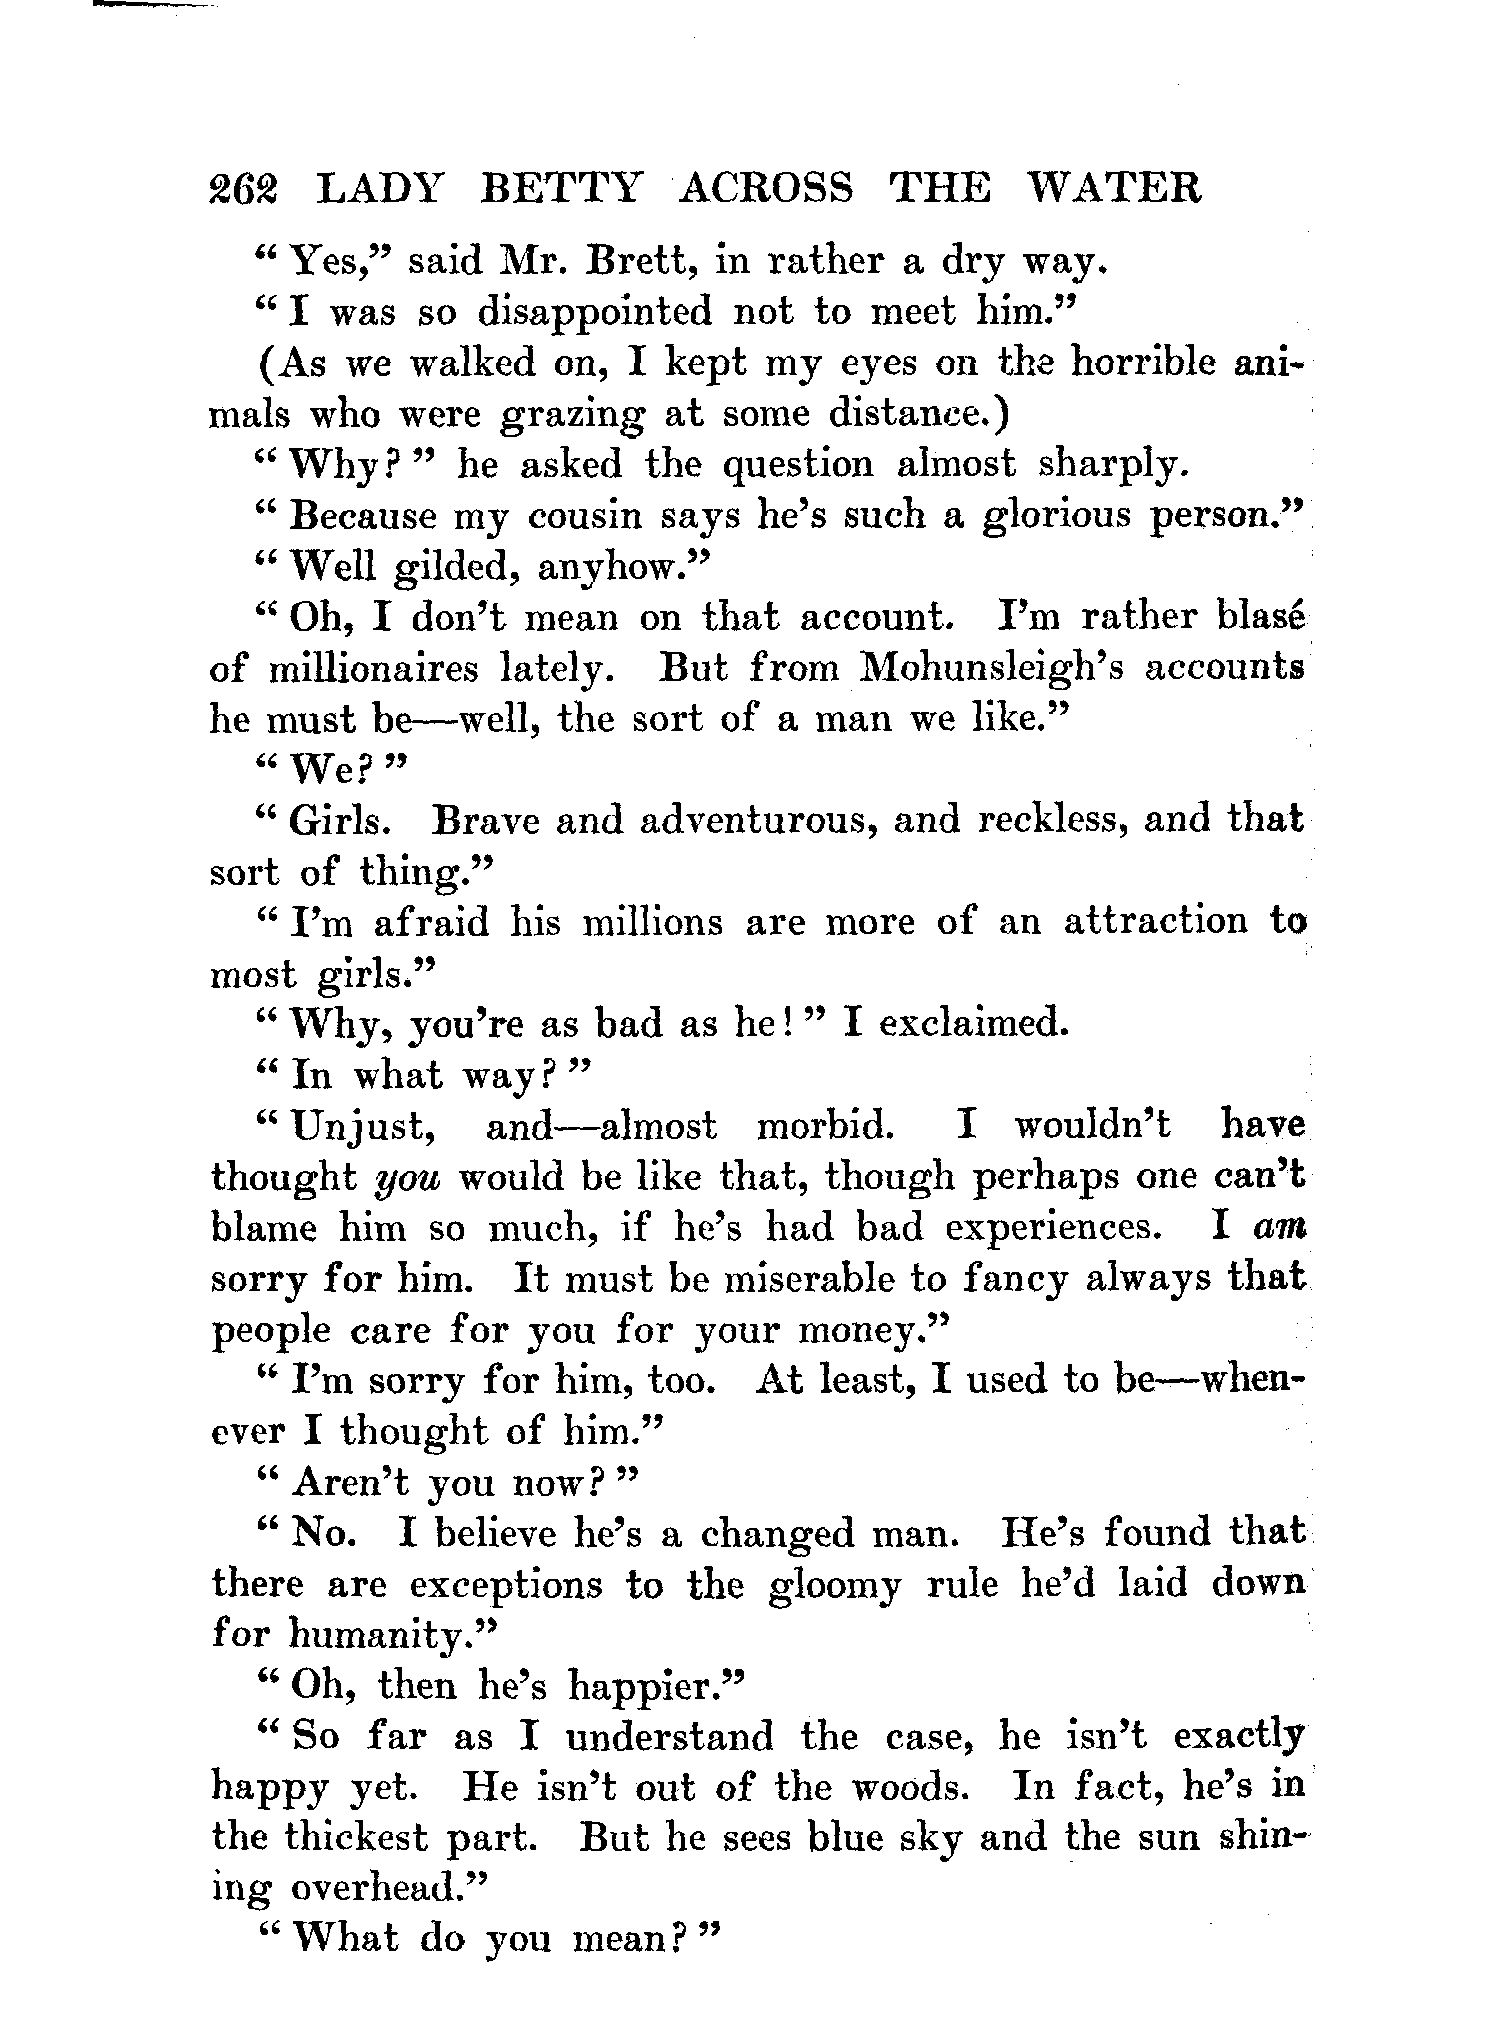 262 LADY BETTY ACROSS THE WATER
“Yes,” said Mr. Brett, in rather a dry way.
“I was so disappointed not to meet him.”
(As we walked on, I kept my eyes on the horrible ani-
mals who were grazing at some distance.)
“Why?” he asked the question almost sharply.
“Because my cousin says he’s such a glorious person.”
“Well gilded, anyhow.”
“Oh, I don’t mean on that account. I’m rather blasé
of millionaires lately. But from Mohunsleigh’s accounts
he must be—well, the sort of a man we like.”
“We?”
“Girls. Brave and adventurous, and reckless, and that
sort of thing.”
“I’m afraid his millions are more of an attraction to
most girls.”
“Why, you’re as bad as he!” I exclaimed.
“In what way?”
“Unjust, and—almost morbid. I wouldn’t have
thought you would be like that, though perhaps one can’t
blame him so much, if he’s had bad experiences. I am
sorry for him. It must be miserable to fancy always that
people care for you for your money.”
“I’m sorry for him, too. At least, I used to be—when-
ever I thought of him.”
“Aren’t you now?”
“No. I believe he’s a changed man. He’s found that
there are exceptions to the gloomy rule he’d laid down
for humanity.”
“Oh, then he’s happier.”
“So far as I understand the case, he isn’t exactly
happy yet. He isn’t out of the woods. In fact, he’s in
the thickest part. But he sees blue sky and the sun shin-
ing overhead.”
“What do you mean?”